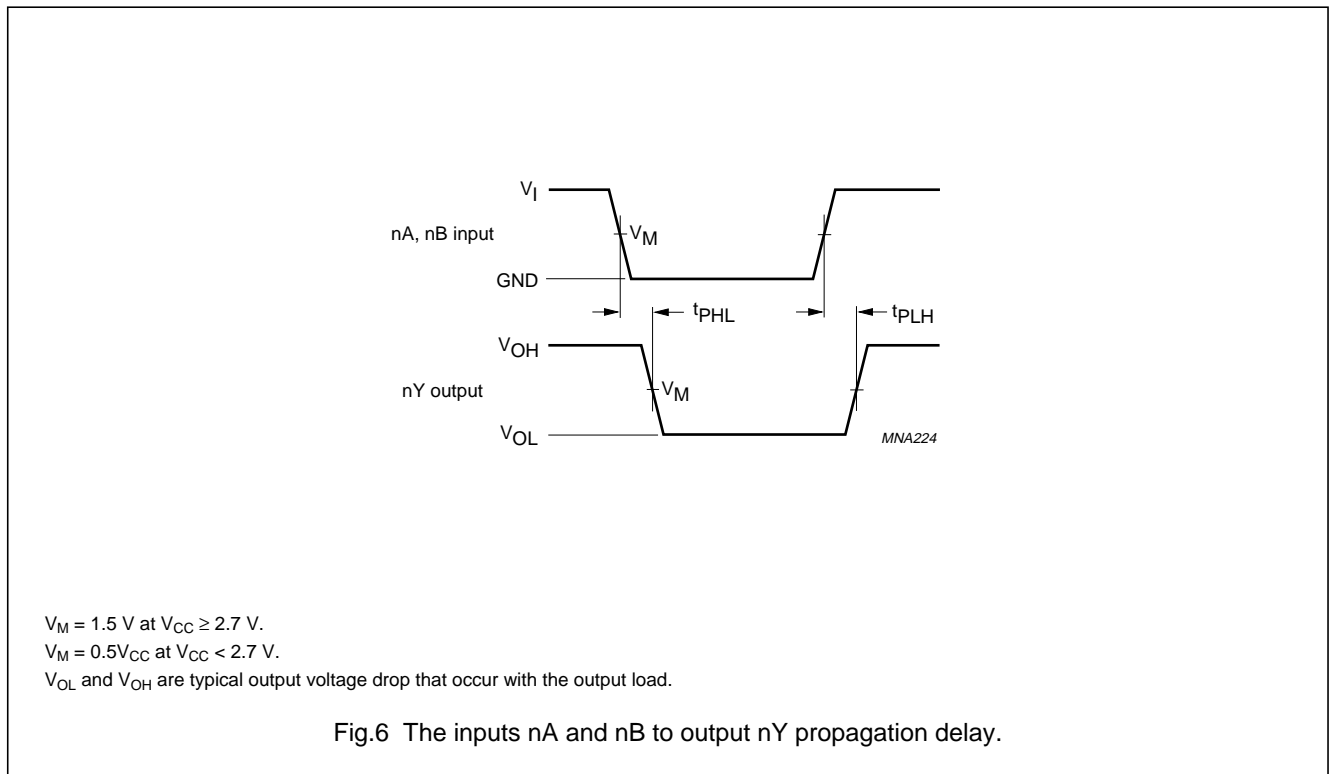 VI
nA, nB input
VM
GND
tPHL
tPLH
VOH
nY output
VM
VOL
MNA224
VM = 1.5 V at VCC ≥ 2.7 V.
VM = 0.5VCC at VCC < 2.7 V.
VOL and VOH are typical output voltage drop that occur with the output load.
Fig.6 The inputs nA and nB to output nY propagation delay.